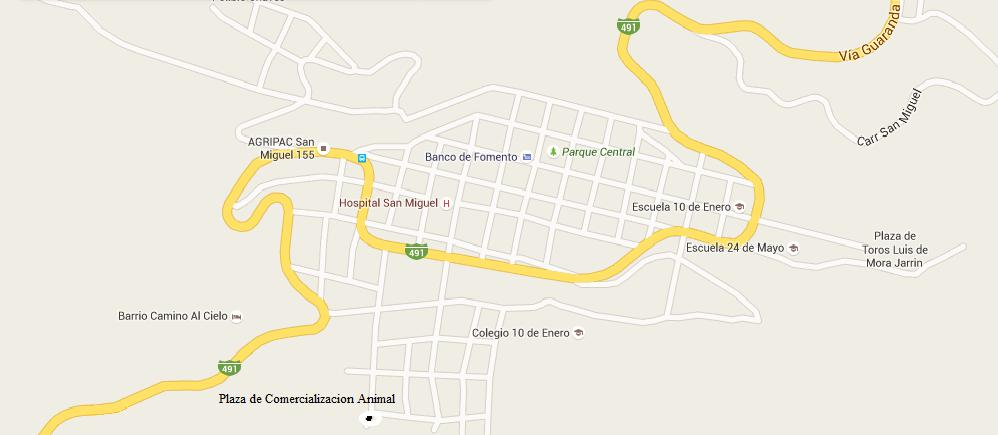 491
Vía Guaranda
Carr San Miguel
AGRIPAC San
Miguel 155
Banco de Fomento
Parque Central
Hospital San Miguel
H
Escuela 10 de Enero
Escuela 24 de Mayo
Plaza de
Toros Luis de
Mora Jarrin
491
Barrio Camino Al Cielo
Colegio 10 de Enero
491
Plaza de Comercializacion Animal